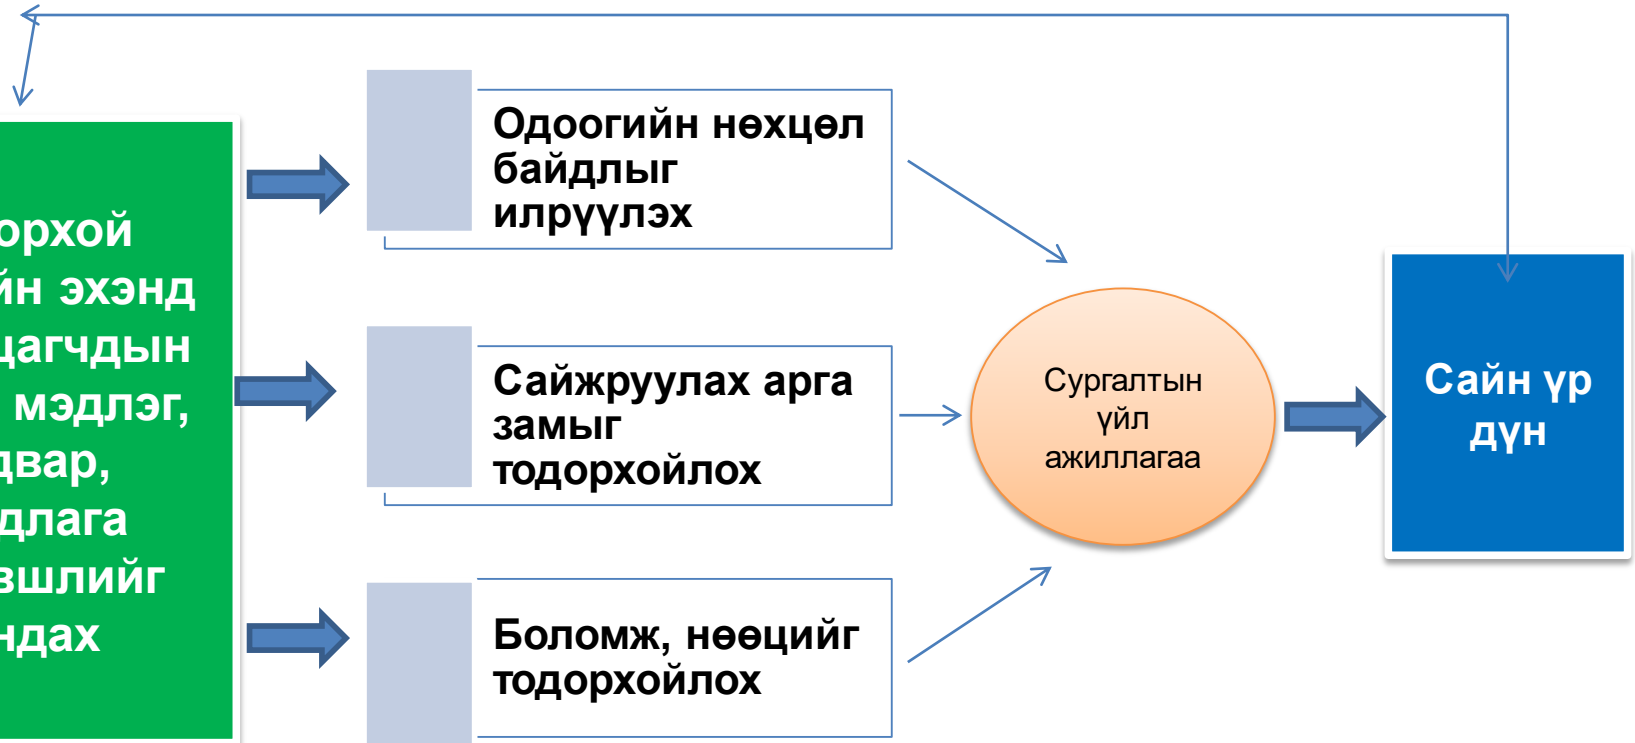 орхой
йн эхэнд
цагчдын
мэдлэг,
двар,
длага
вшлийг
ндах
Одоогийн нөхцөл
байдлыг
илрүүлэх
Сайжруулах арга
замыг
тодорхойлох
Боломж, нөөцийг
тодорхойлох
Сургалтын
үйл
ажиллагаа
Сайн үр
дүн